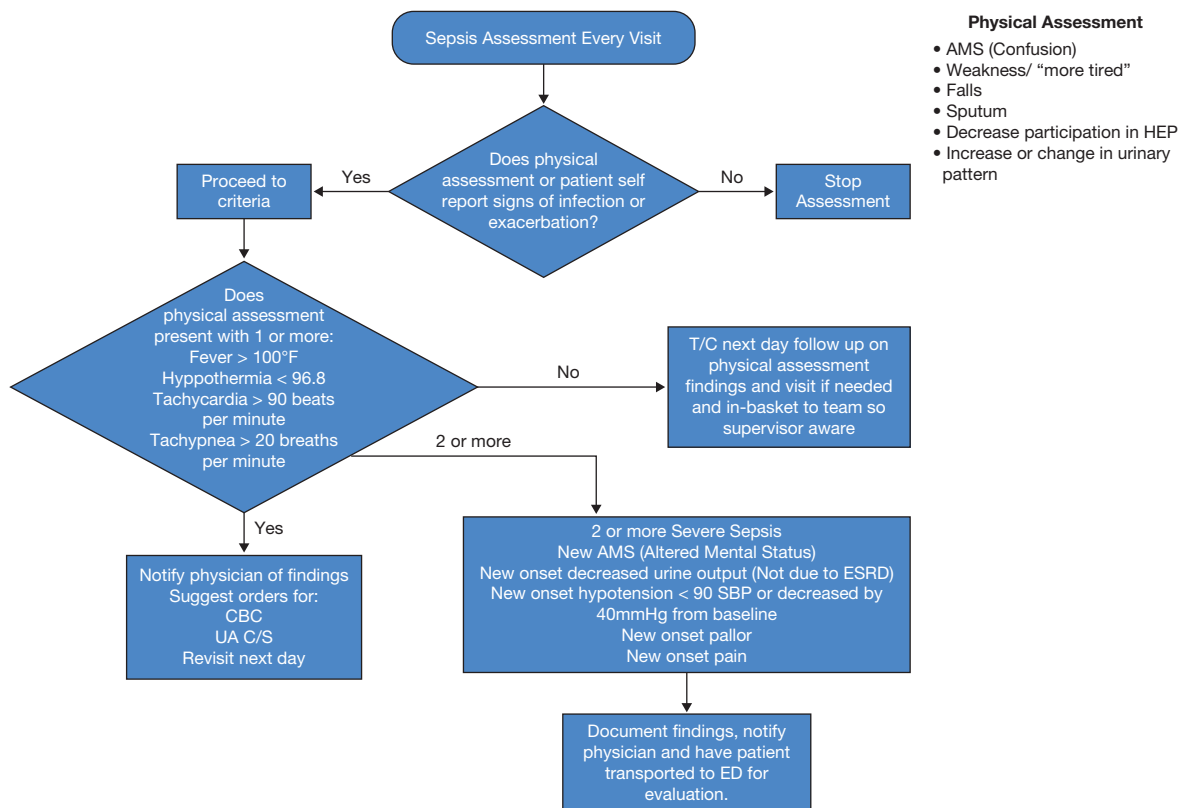 Sepsis Assessment Every Visit
Physical Assessment
• AMS (Confusion)
• Weakness/ “more tired”
• Falls
• Sputum
• Decrease participation in HEP
• Increase or change in urinary
pattern
Does physical
assessment or patient self
report signs of infection or
exacerbation?
Yes
No
Proceed to
criteria
Stop
Assessment
Does
physical assessment
present with 1 or more:
Fever > 100°F
Hyppothermia < 96.8
Tachycardia > 90 beats
per minute
Tachypnea > 20 breaths
per minute
No
T/C next day follow up on
physical assessment
findings and visit if needed
and in-basket to team so
supervisor aware
2 or more
Yes
Notify physician of findings
Suggest orders for:
CBC
UA C/S
Revisit next day
2 or more Severe Sepsis
New AMS (Altered Mental Status)
New onset decreased urine output (Not due to ESRD)
New onset hypotension < 90 SBP or decreased by
40mmHg from baseline
New onset pallor
New onset pain
Document findings, notify
physician and have patient
transported to ED for
evaluation.